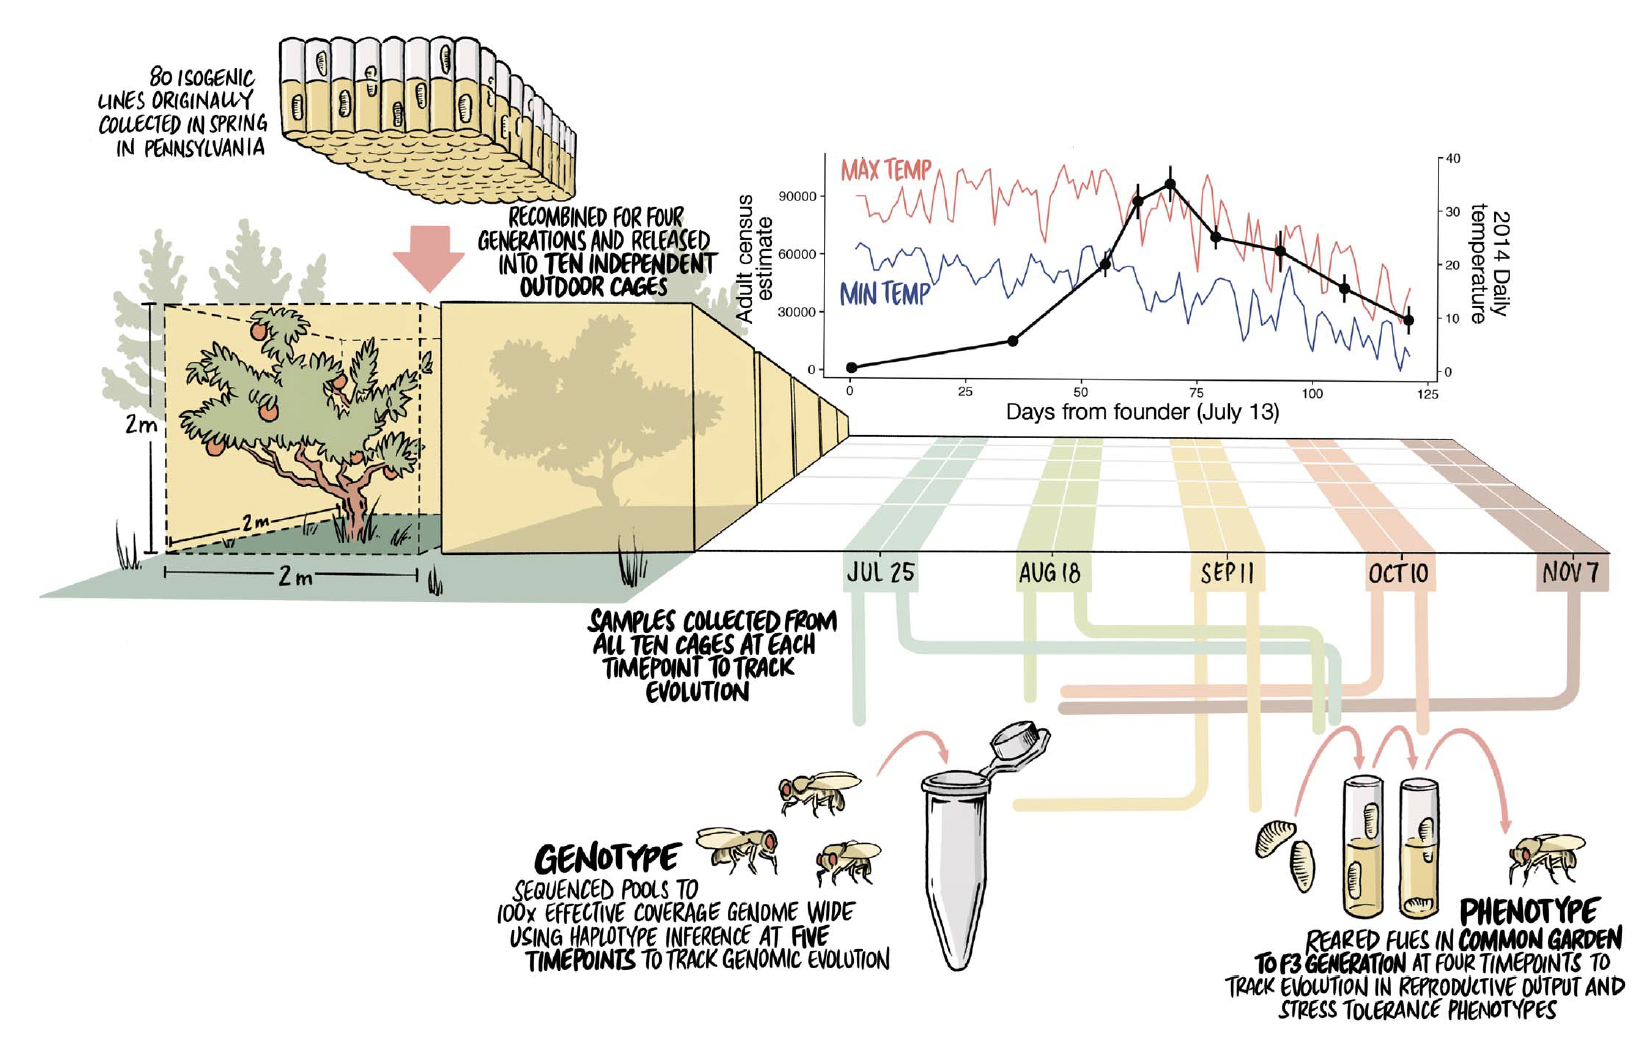 80 ISOGENIC
LINES ORIGINALLY
COLLECTED IN SPRING
IN PENNSYLVANIA
RECOMBINED FOR FOUR
GENERATIONS AND RELEASED
INTO TEN INDEPENDENT
OUTDOOR CAGES
2m
2m
2m
MAX TEMP
MIN TEMP
Adult census
estimate
90000
60000
30000
0
40
30
20
10
0
2014 Daily
temperature
0
25
50
75
100
125
Days from founder (July 13)
JUL 25
AUG 18
SEP 11
OCT 10
NOV 7
SAMPLES COLLECTED FROM
ALL TEN CAGES AT EACH
TIMEPOINT TO TRACK
EVOLUTION
GENOTYPE
SEQUENCED POOLS TO
100x EFFECTIVE COVERAGE GENOME WIDE
USING HAPLOTYPE INFERENCE AT FIVE
TIMEPOINTS TO TRACK GENOMIC EVOLUTION
PHENOTYPE
REARED FLIES IN COMMON GARDEN
TO F3 GENERATION AT FOUR TIMEPOINTS TO
TRACK EVOLUTION IN REPRODUCTIVE OUTPUT AND
STRESS TOLERANCE PHENOTYPES